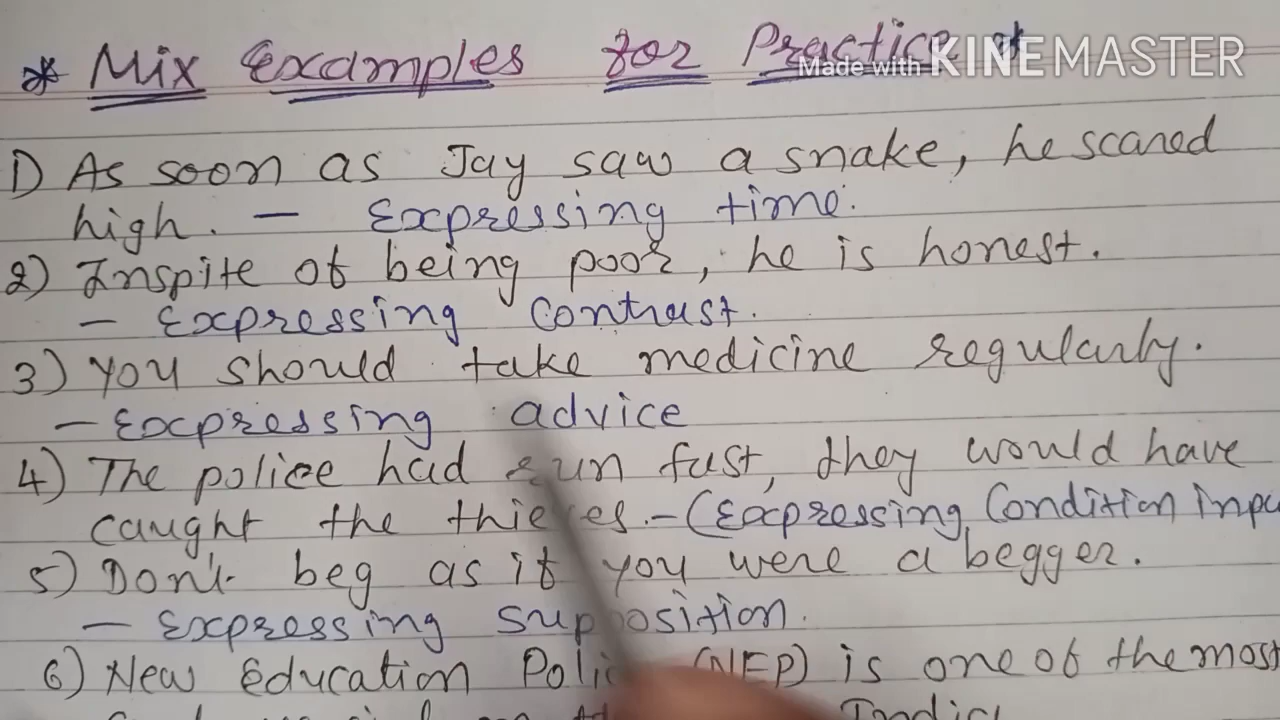 * Mix Examples for Practice *
Made with KINEMASTER
1) As soon as Jay saw a snake, he scared
high. - Expressing time.
2) Inspite of being poor, he is honest.
- Expressing Contrast.
3) You should take medicine regularly.
- Expressing advice
4) The police had run fast, they would have
caught the thieves. - (Expressing Condition in
5) Don't beg as if you were a begger.
- Expressing supposition.
6) New Education (NEP) is one of the most